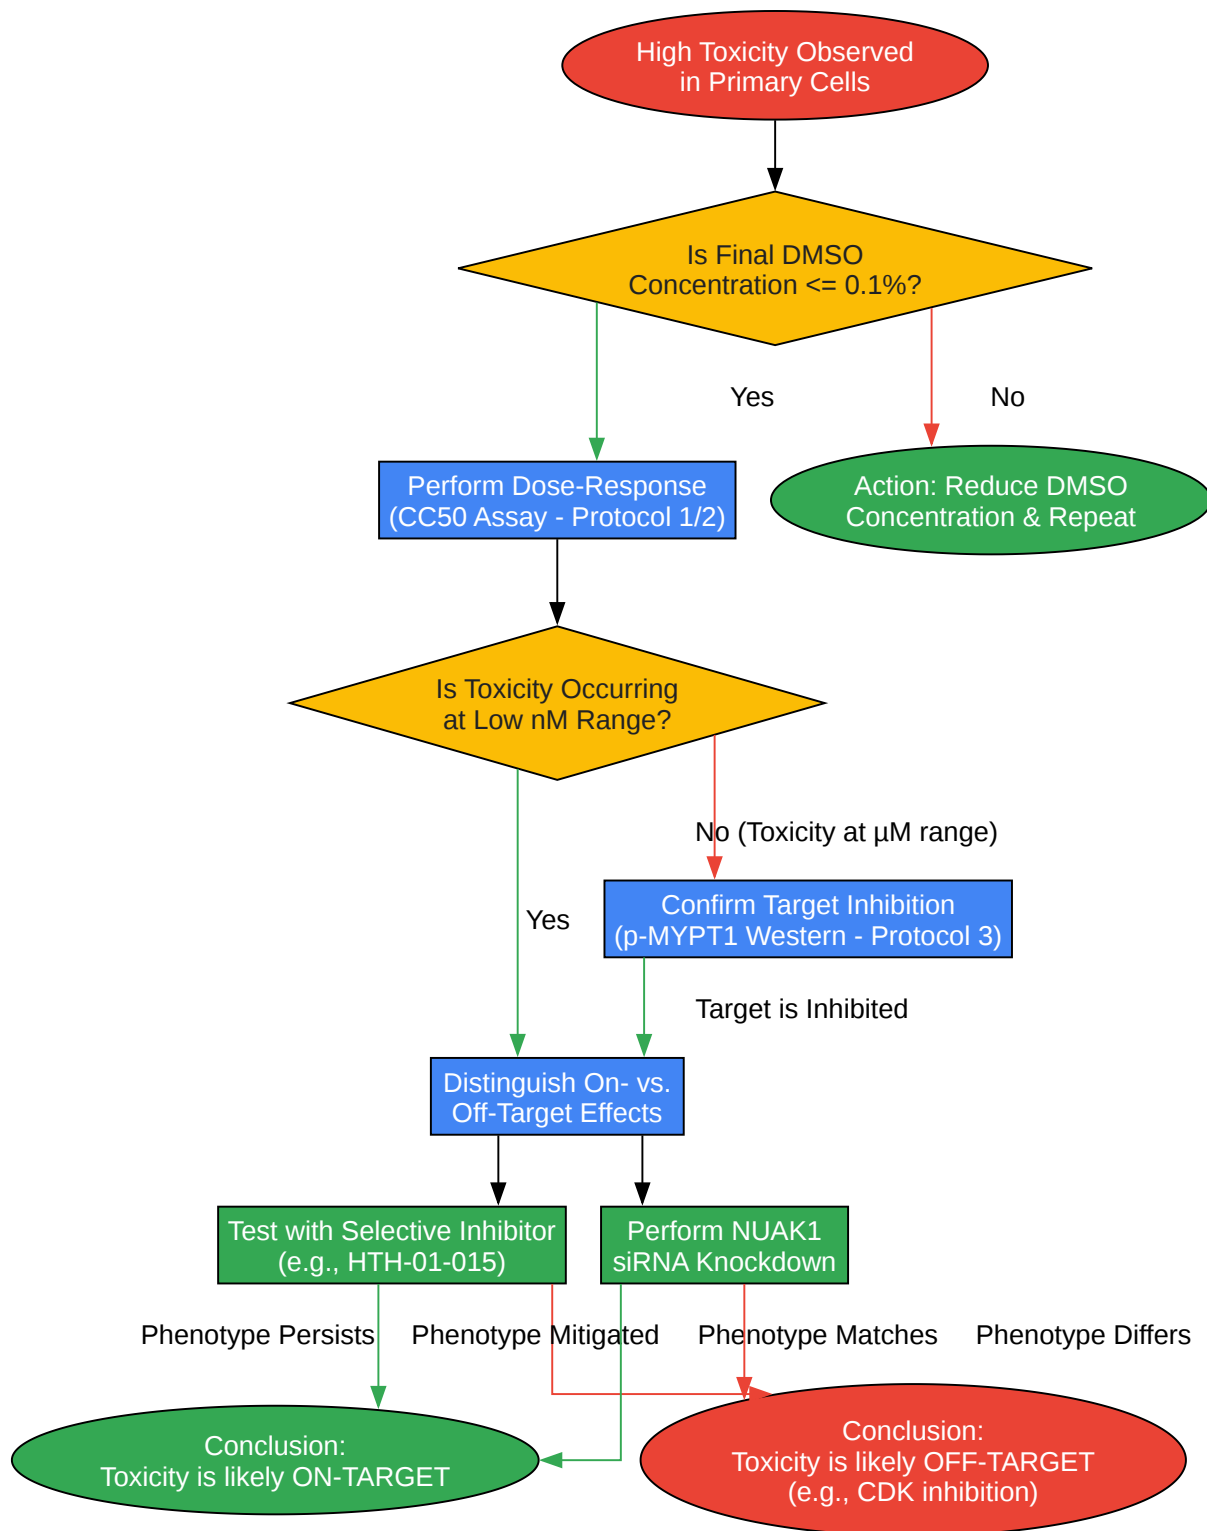 High Toxicity Observed
in Primary Cells
Is Final DMSO
Concentration <= 0.1%?
Yes
No
Perform Dose-Response
(CC50 Assay - Protocol 1/2)
Action: Reduce DMSO
Concentration & Repeat
Is Toxicity Occurring
at Low nM Range?
No (Toxicity at µM range)
Yes
Confirm Target Inhibition
(p-MYPT1 Western - Protocol 3)
Target is Inhibited
Distinguish On- vs.
Off-Target Effects
Test with Selective Inhibitor
(e.g., HTH-01-015)
Perform NUAK1
siRNA Knockdown
Phenotype Persists
Phenotype Mitigated
Phenotype Matches
Phenotype Differs
Conclusion:
Toxicity is likely ON-TARGET
Conclusion:
Toxicity is likely OFF-TARGET
(e.g., CDK inhibition)